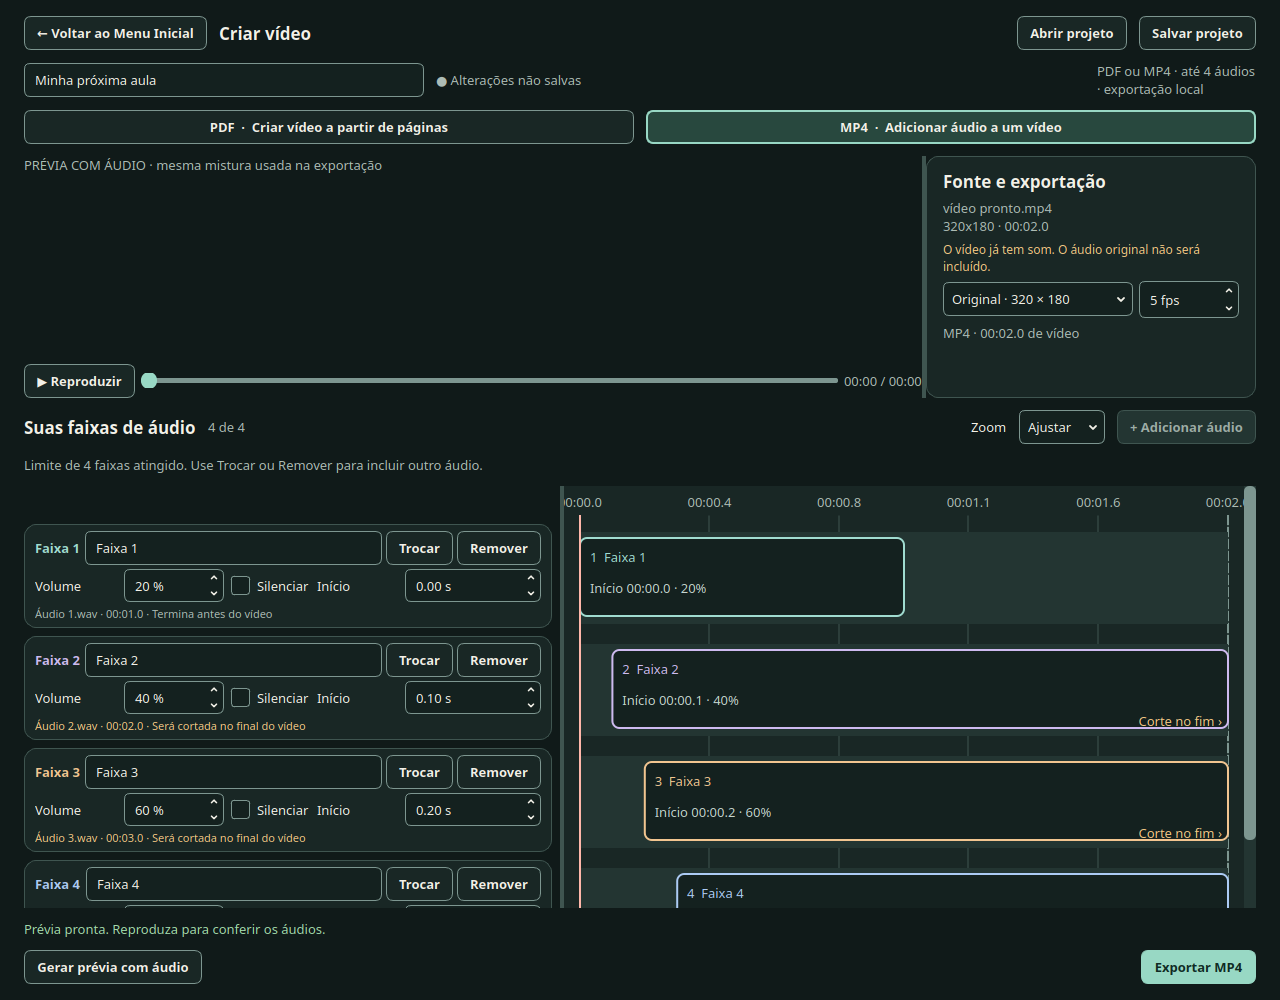 ← Voltar ao Menu Inicial Criar vídeo Abrir projeto Salvar projeto
Minha próxima aula ● Alterações não salvas PDF ou MP4 · até 4 áudios
· exportação local
PDF · Criar vídeo a partir de páginas MP4 · Adicionar áudio a um vídeo
PRÉVIA COM ÁUDIO · mesma mistura usada na exportação
Fonte e exportação
vídeo pronto.mp4
320x180 · 00:02.0
O vídeo já tem som. O áudio original não será
incluído.
Original · 320 × 180 5 fps
MP4 · 00:02.0 de vídeo
▶ Reproduzir 00:00 / 00:00
Suas faixas de áudio 4 de 4 Zoom Ajustar + Adicionar áudio
Limite de 4 faixas atingido. Use Trocar ou Remover para incluir outro áudio.
00:00.0 00:00.4 00:00.8 00:01.1 00:01.6 00:02.
Faixa 1 Faixa 1 Trocar Remover
Volume 20 % Silenciar Início 0.00 s
Áudio 1.wav · 00:01.0 · Termina antes do vídeo
1 Faixa 1
Início 00:00.0 · 20%
Faixa 2 Faixa 2 Trocar Remover
Volume 40 % Silenciar Início 0.10 s
Áudio 2.wav · 00:02.0 · Será cortada no final do vídeo
2 Faixa 2
Início 00:00.1 · 40%
Corte no fim ›
Faixa 3 Faixa 3 Trocar Remover
Volume 60 % Silenciar Início 0.20 s
Áudio 3.wav · 00:03.0 · Será cortada no final do vídeo
3 Faixa 3
Início 00:00.2 · 60%
Corte no fim ›
Faixa 4 Faixa 4 Trocar Remover
4 Faixa 4
Prévia pronta. Reproduza para conferir os áudios.
Gerar prévia com áudio Exportar MP4